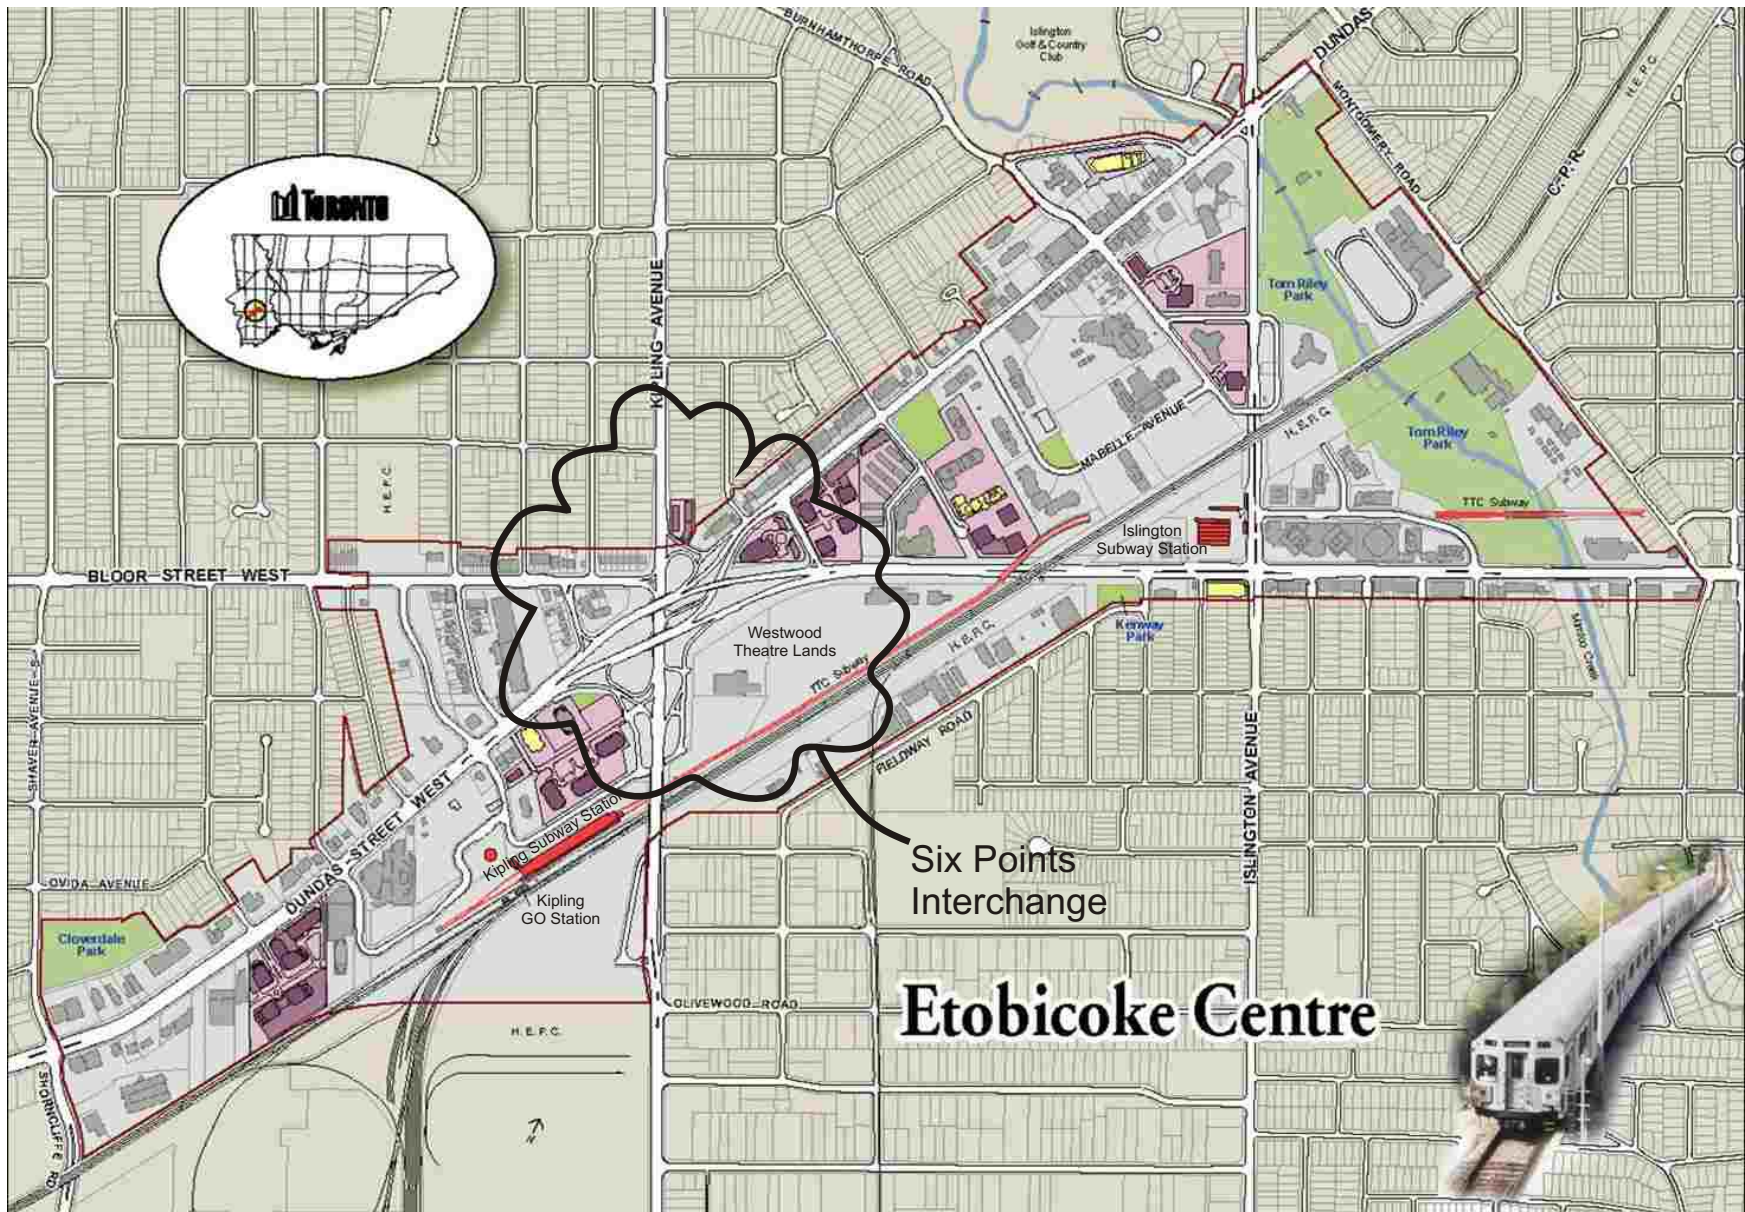 BURNHAMTHORPE ROAD
Islington
Golf & Country
Club
DUNDAS
H.E.P.C.
MONTGOMERY ROAD
C.P.R.
TORONTO
KIPLING AVENUE
Tom Riley
Park
H.E.P.C.
MABELLE AVENUE
H.E.P.C.
Tom Riley
Park
TTC Subway
Islington
Subway Station
BLOOR STREET WEST
Westwood
Theatre Lands
TTC Subway
H.E.P.C.
Kenway
Park
Mimico Creek
SHAVER AVENUE S
FIELDWAY ROAD
ISLINGTON AVENUE
DUNDAS STREET WEST
Kipling Subway Station
Six Points
Interchange
OVIDA AVENUE
Kipling
GO Station
Cloverdale
Park
OLIVEWOOD ROAD
H.E.P.C.
Etobicoke Centre
SHORNCLIFFE RD
N